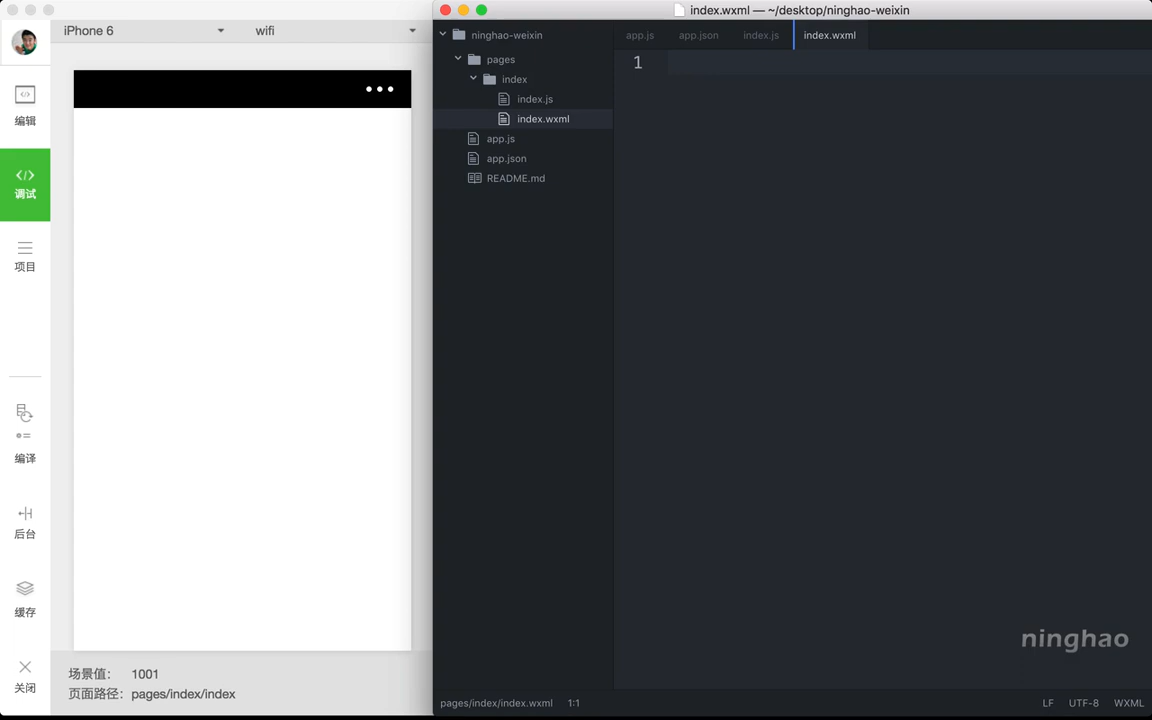 iPhone 6
wifi
编辑
调试
项目
编译
后台
缓存
关闭
场景值: 1001
页面路径: pages/index/index
index.wxml — ~/desktop/ninghao-weixin
ninghao-weixin
pages
index
index.js
index.wxml
app.js
app.json
README.md
app.js
app.json
index.js
index.wxml
1
ninghao
pages/index/index.wxml 1:1
LF UTF-8 WXML